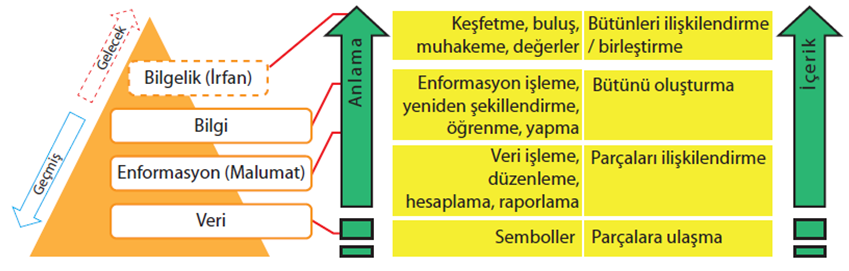 Gelecek
Geçmiş
Bilgelik (İrfan)
Bilgi
Enformasyon (Malumat)
Veri
Anlama
Keşfetme, buluş,
muhakeme, değerler
Bütünleri ilişkilendirme
/ birleştirme
Enformasyon işleme,
yeniden şekillendirme,
öğrenme, yapma
Bütünü oluşturma
Veri işleme,
düzenleme,
hesaplama, raporlama
Parçaları ilişkilendirme
Semboller
Parçalara ulaşma
İçerik